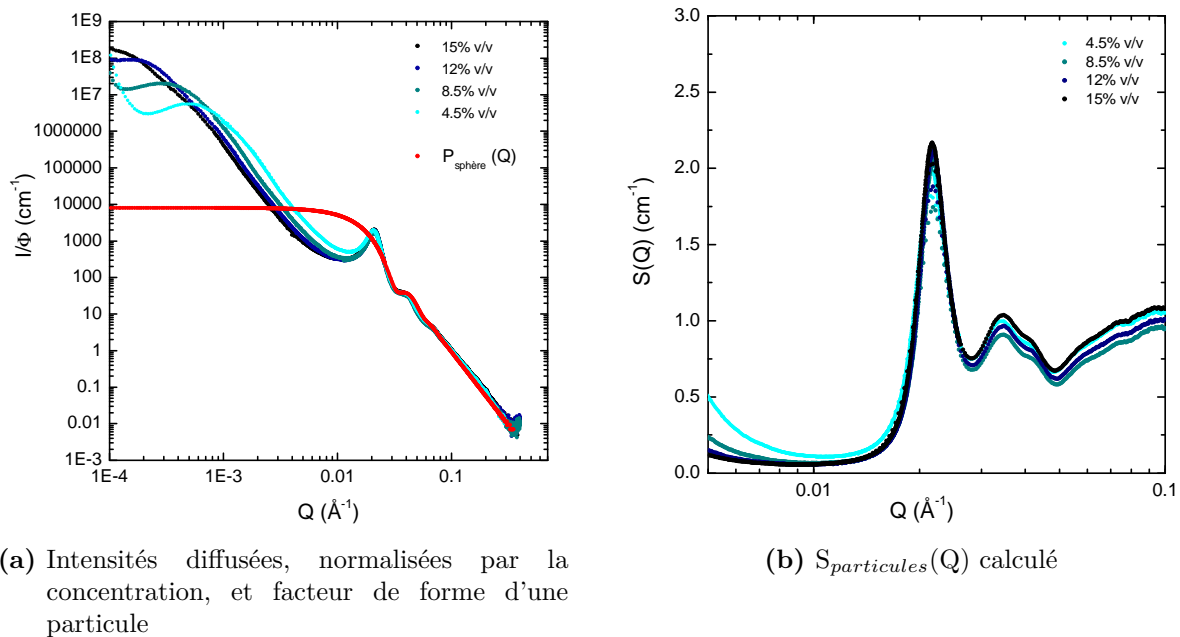 1E9
1E8
1E7
1000000
100000
10000
1000
100
10
1
0.1
0.01
1E-3
I/Φ (cm⁻¹)
15% v/v
12% v/v
8.5% v/v
4.5% v/v
P_sphère (Q)
1E-4 1E-3 0.01 0.1
Q (Å⁻¹)
(a) Intensités diffusées, normalisées par la
concentration, et facteur de forme d'une
particule
3.0
2.5
2.0
1.5
1.0
0.5
0.0
S(Q) (cm⁻¹)
4.5% v/v
8.5% v/v
12% v/v
15% v/v
0.01 0.1
Q (Å⁻¹)
(b) S_particules(Q) calculé